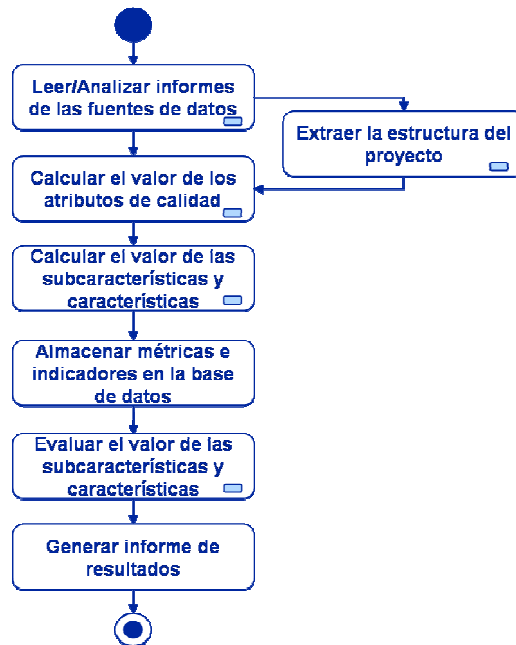 Leer/Analizar informes
de las fuentes de datos
Extraer la estructura del
proyecto
Calcular el valor de los
atributos de calidad
Calcular el valor de las
subcaracterísticas y
características
Almacenar métricas e
indicadores en la base
de datos
Evaluar el valor de las
subcaracterísticas y
características
Generar informe de
resultados